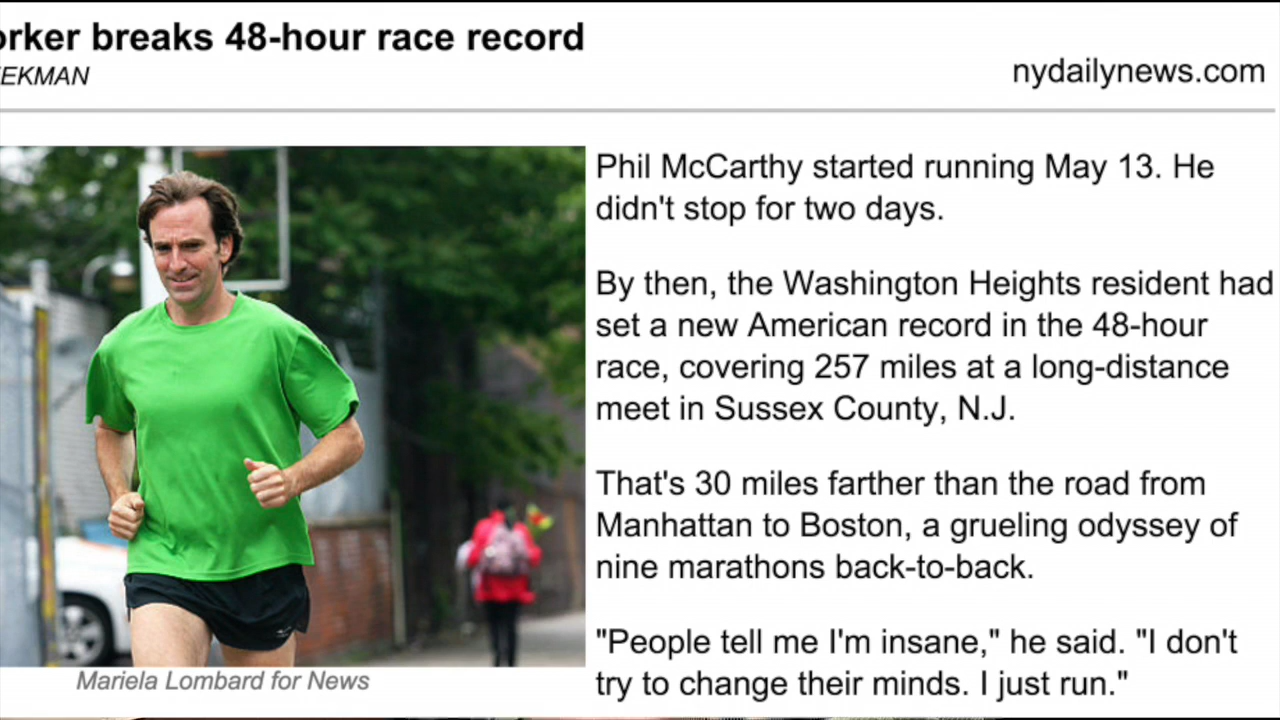 orker breaks 48-hour race record
EKMAN
nydailynews.com
Phil McCarthy started running May 13. He
didn't stop for two days.
By then, the Washington Heights resident had
set a new American record in the 48-hour
race, covering 257 miles at a long-distance
meet in Sussex County, N.J.
That's 30 miles farther than the road from
Manhattan to Boston, a grueling odyssey of
nine marathons back-to-back.
"People tell me I'm insane," he said. "I don't
try to change their minds. I just run."
Mariela Lombard for News